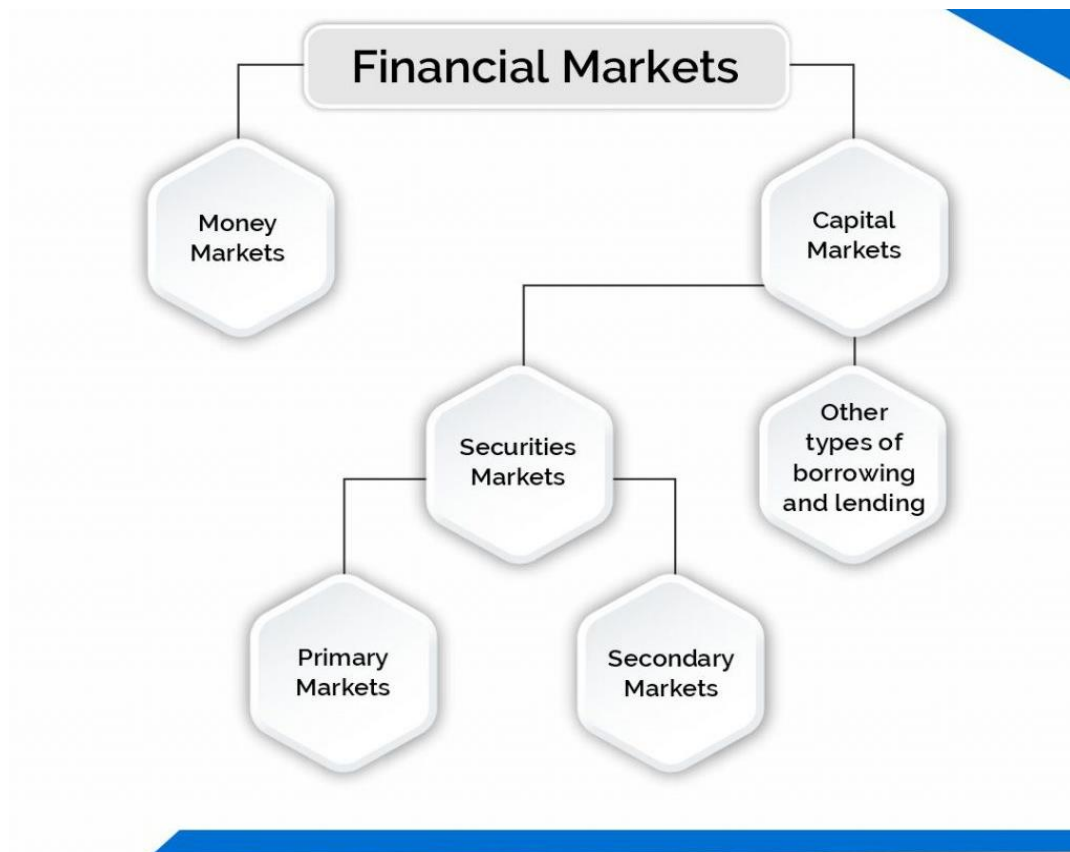 Financial Markets
Money
Markets
Capital
Markets
Securities
Markets
Other
types of
borrowing
and lending
Primary
Markets
Secondary
Markets